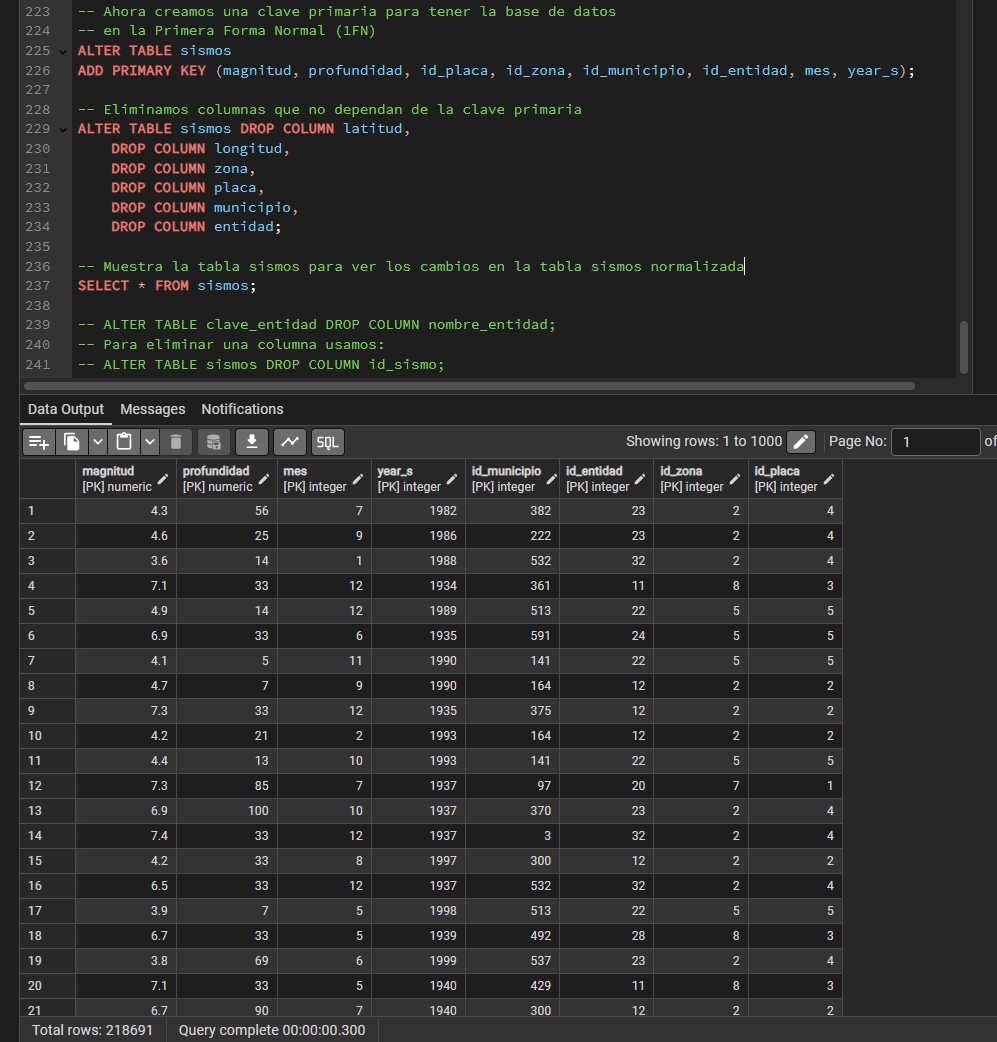 223 -- Ahora creamos una clave primaria para tener la base de datos
224 -- en la Primera Forma Normal (1FN)
225 ALTER TABLE sismos
226 ADD PRIMARY KEY (magnitud, profundidad, id_placa, id_zona, id_municipio, id_entidad, mes, year_s);
227
228 -- Eliminamos columnas que no dependan de la clave primaria
229 ALTER TABLE sismos DROP COLUMN latitud,
230 DROP COLUMN longitud,
231 DROP COLUMN zona,
232 DROP COLUMN placa,
233 DROP COLUMN municipio,
234 DROP COLUMN entidad;
235
236 -- Muestra la tabla sismos para ver los cambios en la tabla sismos normalizada
237 SELECT * FROM sismos;
238
239 -- ALTER TABLE clave_entidad DROP COLUMN nombre_entidad;
240 -- Para eliminar una columna usamos:
241 -- ALTER TABLE sismos DROP COLUMN id_sismo;
Data Output Messages Notifications
SQL Showing rows: 1 to 1000 Page No: 1 of
magnitud profundidad mes year_s id_municipio id_entidad id_zona id_placa
[PK] numeric [PK] numeric [PK] integer [PK] integer [PK] integer [PK] integer [PK] integer [PK] integer
1 4.3 56 7 1982 382 23 2 4
2 4.6 25 9 1986 222 23 2 4
3 3.6 14 1 1988 532 32 2 4
4 7.1 33 12 1934 361 11 8 3
5 4.9 14 12 1989 513 22 5 5
6 6.9 33 6 1935 591 24 5 5
7 4.1 5 11 1990 141 22 5 5
8 4.7 7 9 1990 164 12 2 2
9 7.3 33 12 1935 375 12 2 2
10 4.2 21 2 1993 164 12 2 2
11 4.4 13 10 1993 141 22 5 5
12 7.3 85 7 1937 97 20 7 1
13 6.9 100 10 1937 370 23 2 4
14 7.4 33 12 1937 3 32 2 4
15 4.2 33 8 1997 300 12 2 2
16 6.5 33 12 1937 532 32 2 4
17 3.9 7 5 1998 513 22 5 5
18 6.7 33 5 1939 492 28 8 3
19 3.8 69 6 1999 537 23 2 4
20 7.1 33 5 1940 429 11 8 3
21 6.7 90 7 1940 300 12 2 2
Total rows: 218691 Query complete 00:00:00.300